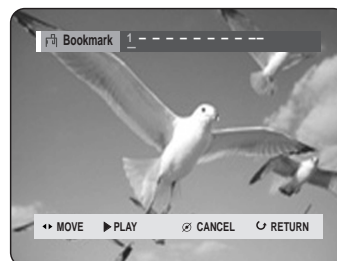 Bookmark 1 – – – – – – – – – –
MOVE PLAY CANCEL RETURN